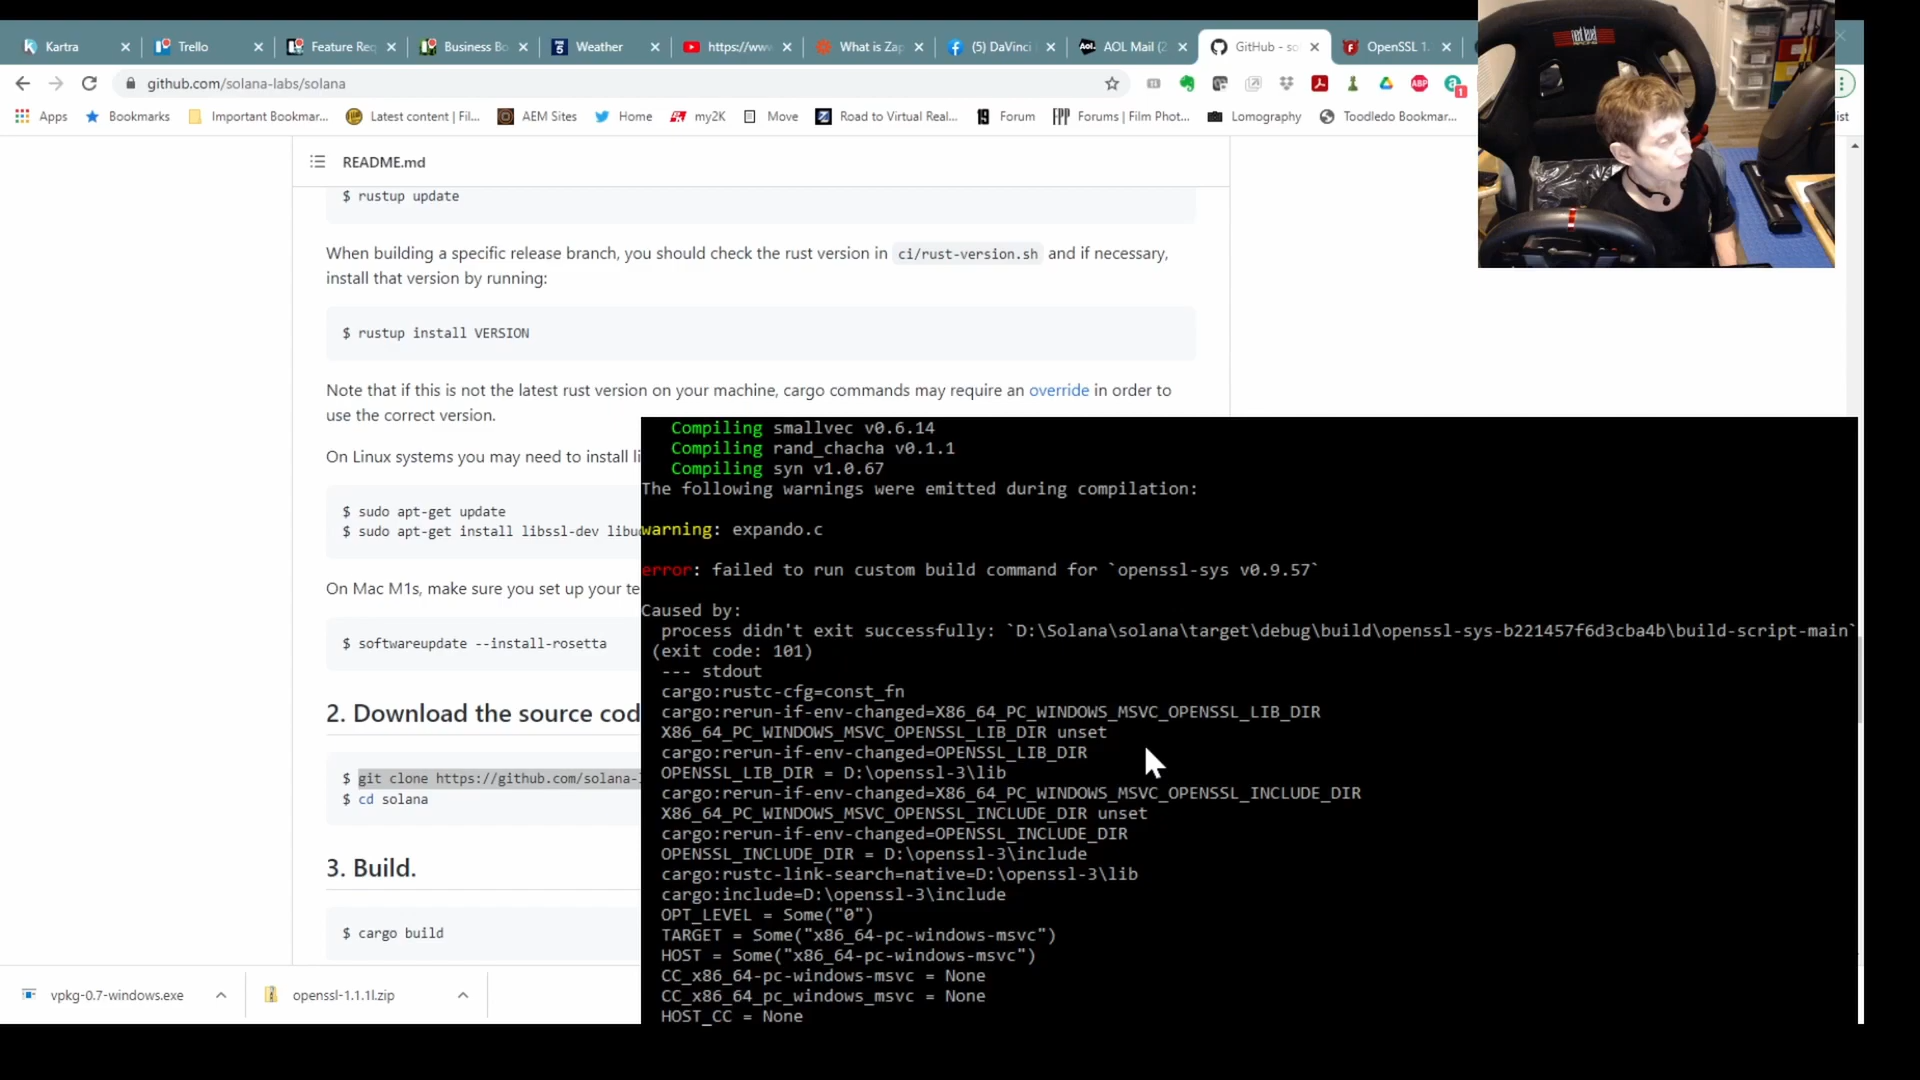 Kartra
Trello
Feature Req
Business Bo
Weather
https://www
What is Zap
(5) DaVinci
AOL Mail (2
GitHub - so
OpenSSL 1.
github.com/solana-labs/solana
Apps
Bookmarks
Important Bookmar...
Latest content | Fil...
AEM Sites
Home
my2K
Move
Road to Virtual Real...
Forum
Forums | Film Phot...
Lomography
Toodledo Bookmar...
ist
README.md
$ rustup update
When building a specific release branch, you should check the rust version in ci/rust-version.sh and if necessary,
install that version by running:
$ rustup install VERSION
Note that if this is not the latest rust version on your machine, cargo commands may require an override in order to
use the correct version.
On Linux systems you may need to install li
$ sudo apt-get update
$ sudo apt-get install libssl-dev libu
On Mac M1s, make sure you set up your te
$ softwareupdate --install-rosetta
2. Download the source cod
$ git clone https://github.com/solana-l
$ cd solana
3. Build.
$ cargo build
Compiling smallvec v0.6.14
Compiling rand_chacha v0.1.1
Compiling syn v1.0.67
The following warnings were emitted during compilation:
warning: expando.c
error: failed to run custom build command for `openssl-sys v0.9.57`
Caused by:
process didn't exit successfully: `D:\Solana\solana\target\debug\build\openssl-sys-b221457f6d3cba4b\build-script-main`
(exit code: 101)
--- stdout
cargo:rustc-cfg=const_fn
cargo:rerun-if-env-changed=X86_64_PC_WINDOWS_MSVC_OPENSSL_LIB_DIR
X86_64_PC_WINDOWS_MSVC_OPENSSL_LIB_DIR unset
cargo:rerun-if-env-changed=OPENSSL_LIB_DIR
OPENSSL_LIB_DIR = D:\openssl-3\lib
cargo:rerun-if-env-changed=X86_64_PC_WINDOWS_MSVC_OPENSSL_INCLUDE_DIR
X86_64_PC_WINDOWS_MSVC_OPENSSL_INCLUDE_DIR unset
cargo:rerun-if-env-changed=OPENSSL_INCLUDE_DIR
OPENSSL_INCLUDE_DIR = D:\openssl-3\include
cargo:rustc-link-search=native=D:\openssl-3\lib
cargo:include=D:\openssl-3\include
OPT_LEVEL = Some("0")
TARGET = Some("x86_64-pc-windows-msvc")
HOST = Some("x86_64-pc-windows-msvc")
CC_x86_64-pc-windows-msvc = None
CC_x86_64_pc_windows_msvc = None
HOST_CC = None
vpkg-0.7-windows.exe
openssl-1.1.1l.zip